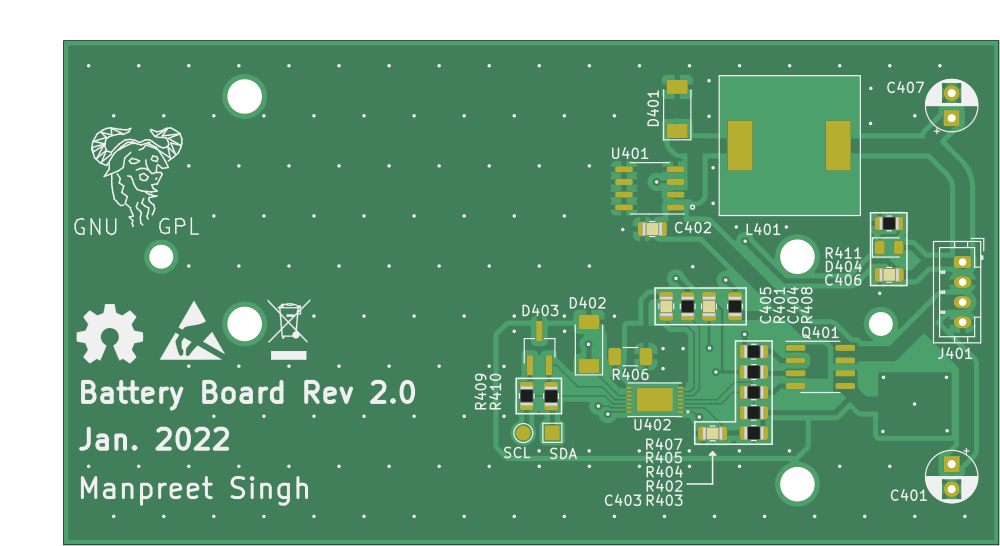 C407
D401
U401
GNU GPL
C402
L401
R411
D404
C406
C405
R401
C404
R408
D403
D402
Q401
J401
R406
R409
R410
Battery Board Rev 2.0
U402
Jan. 2022
SCL
SDA
R407
R405
R404
R402
C403 R403
C401
Manpreet Singh